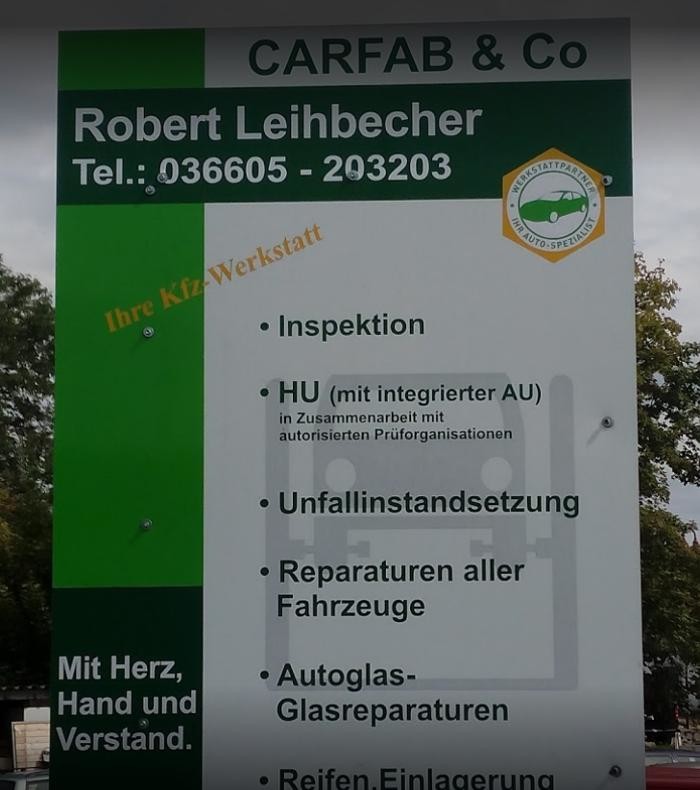 CARFAB & Co
Robert Leihbecher
Tel.: 036605 - 203203
WERKSTATTPARTNER
IHR AUTO-SPEZIALIST
Ihre Kfz-Werkstatt
• Inspektion
• HU (mit integrierter AU)
in Zusammenarbeit mit
autorisierten Prüforganisationen
• Unfallinstandsetzung
• Reparaturen aller
Fahrzeuge
• Autoglas-
Glasreparaturen
• Reifen,Einlagerung
Mit Herz,
Hand und
Verstand.